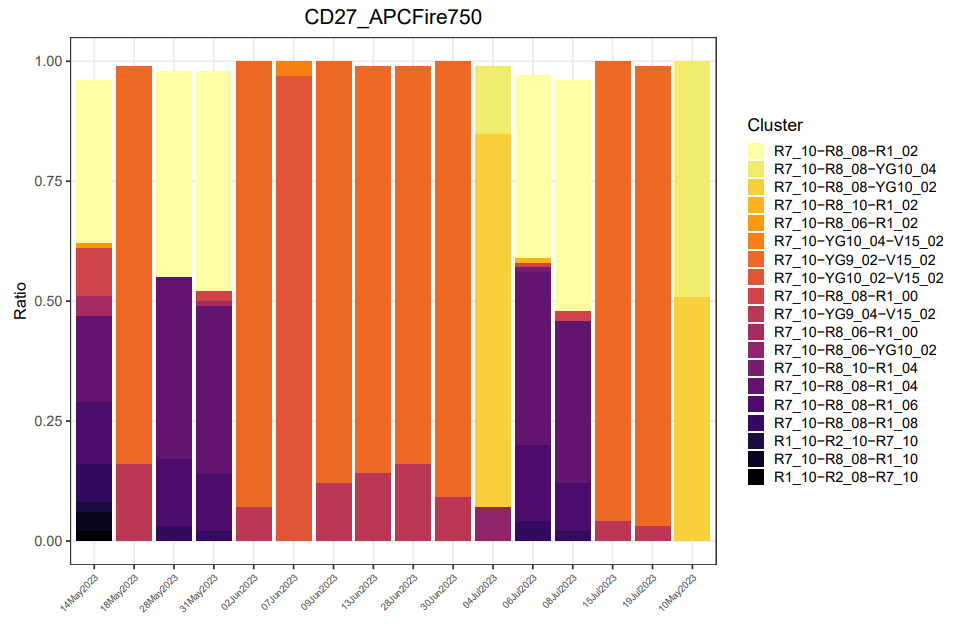 CD27_APCFire750
Ratio
1.00
0.75
0.50
0.25
0.00
14May2023
18May2023
28May2023
31May2023
02Jun2023
07Jun2023
09Jun2023
13Jun2023
28Jun2023
30Jun2023
04Jul2023
06Jul2023
08Jul2023
15Jul2023
19Jul2023
10May2023
Cluster
R7_10−R8_08−R1_02
R7_10−R8_08−YG10_04
R7_10−R8_08−YG10_02
R7_10−R8_10−R1_02
R7_10−R8_06−R1_02
R7_10−YG10_04−V15_02
R7_10−YG9_02−V15_02
R7_10−YG10_02−V15_02
R7_10−R8_08−R1_00
R7_10−YG9_04−V15_02
R7_10−R8_06−R1_00
R7_10−R8_06−YG10_02
R7_10−R8_10−R1_04
R7_10−R8_08−R1_04
R7_10−R8_08−R1_06
R7_10−R8_08−R1_08
R1_10−R2_10−R7_10
R7_10−R8_08−R1_10
R1_10−R2_08−R7_10